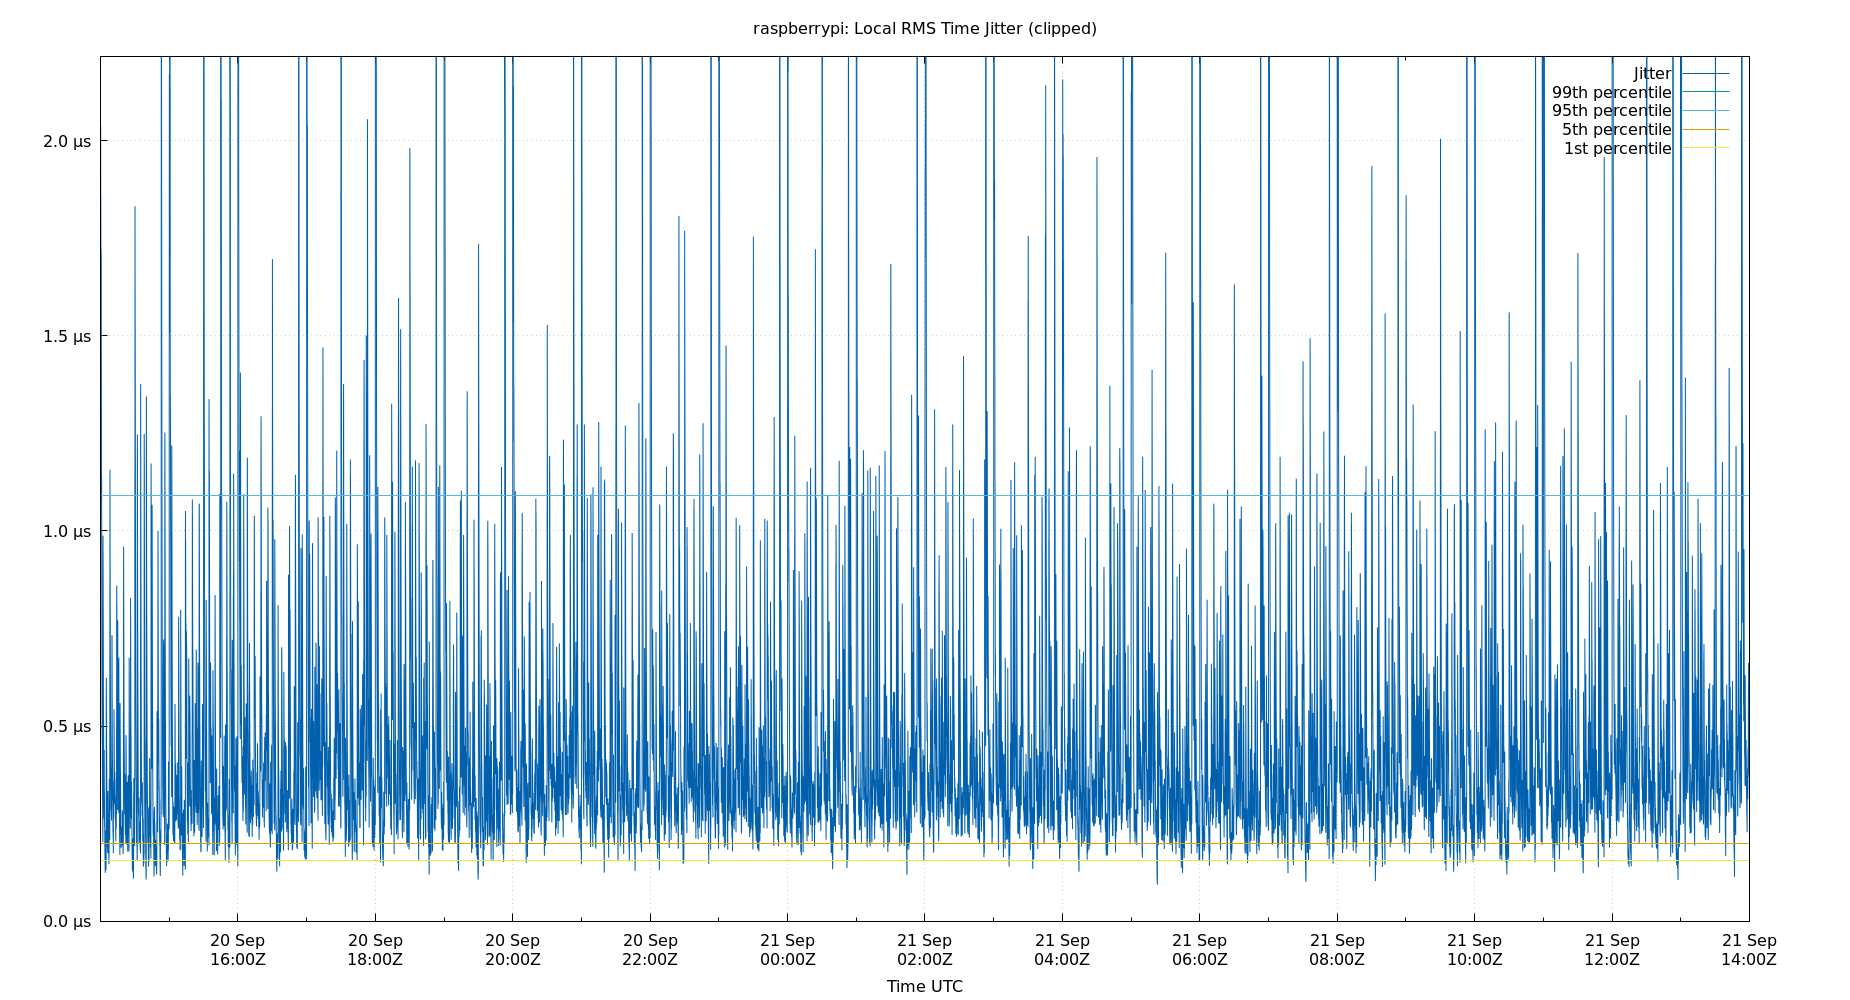 raspberrypi: Local RMS Time Jitter (clipped)
Jitter
99th percentile
95th percentile
5th percentile
1st percentile
2.0 µs
1.5 µs
1.0 µs
0.5 µs
0.0 µs
20 Sep 20 Sep 20 Sep 20 Sep 21 Sep 21 Sep 21 Sep 21 Sep 21 Sep 21 Sep 21 Sep 21 Sep
16:00Z 18:00Z 20:00Z 22:00Z 00:00Z 02:00Z 04:00Z 06:00Z 08:00Z 10:00Z 12:00Z 14:00Z
Time UTC